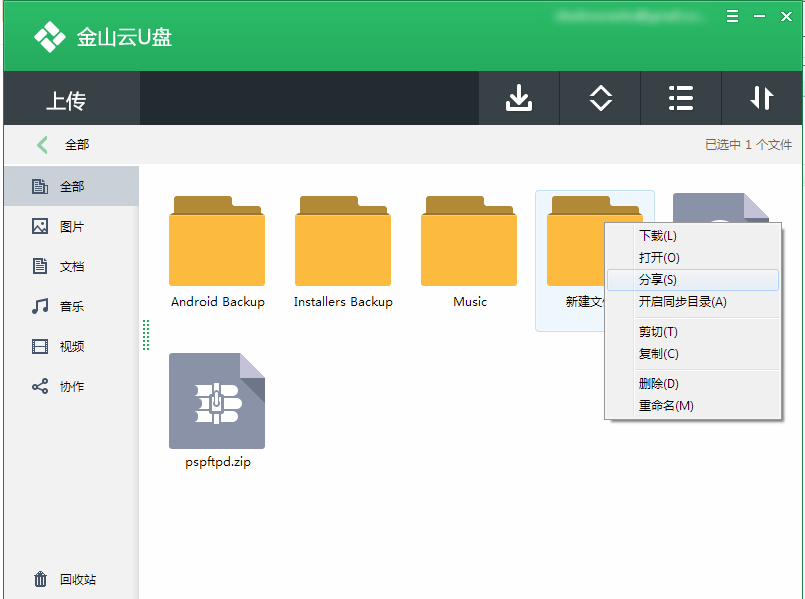 金山云U盘
上传
全部
已选中 1 个文件
全部
图片
文档
音乐
视频
协作
回收站
Android Backup
Installers Backup
Music
新建文
pspftpd.zip
下载(L)
打开(O)
分享(S)
开启同步目录(A)
剪切(T)
复制(C)
删除(D)
重命名(M)